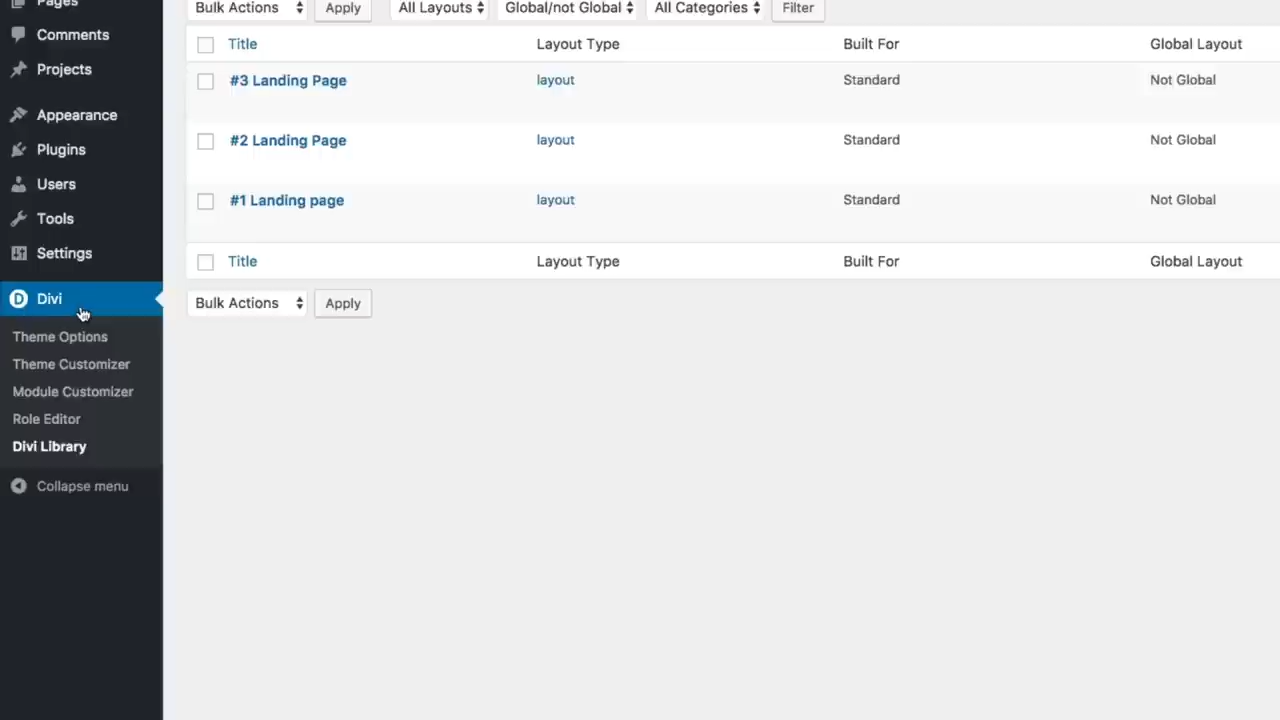 Pages
Comments
Projects
Appearance
Plugins
Users
Tools
Settings
Divi
Theme Options
Theme Customizer
Module Customizer
Role Editor
Divi Library
Collapse menu
Bulk Actions Apply All Layouts Global/not Global All Categories Filter
Title Layout Type Built For Global Layout
#3 Landing Page layout Standard Not Global
#2 Landing Page layout Standard Not Global
#1 Landing page layout Standard Not Global
Title Layout Type Built For Global Layout
Bulk Actions Apply